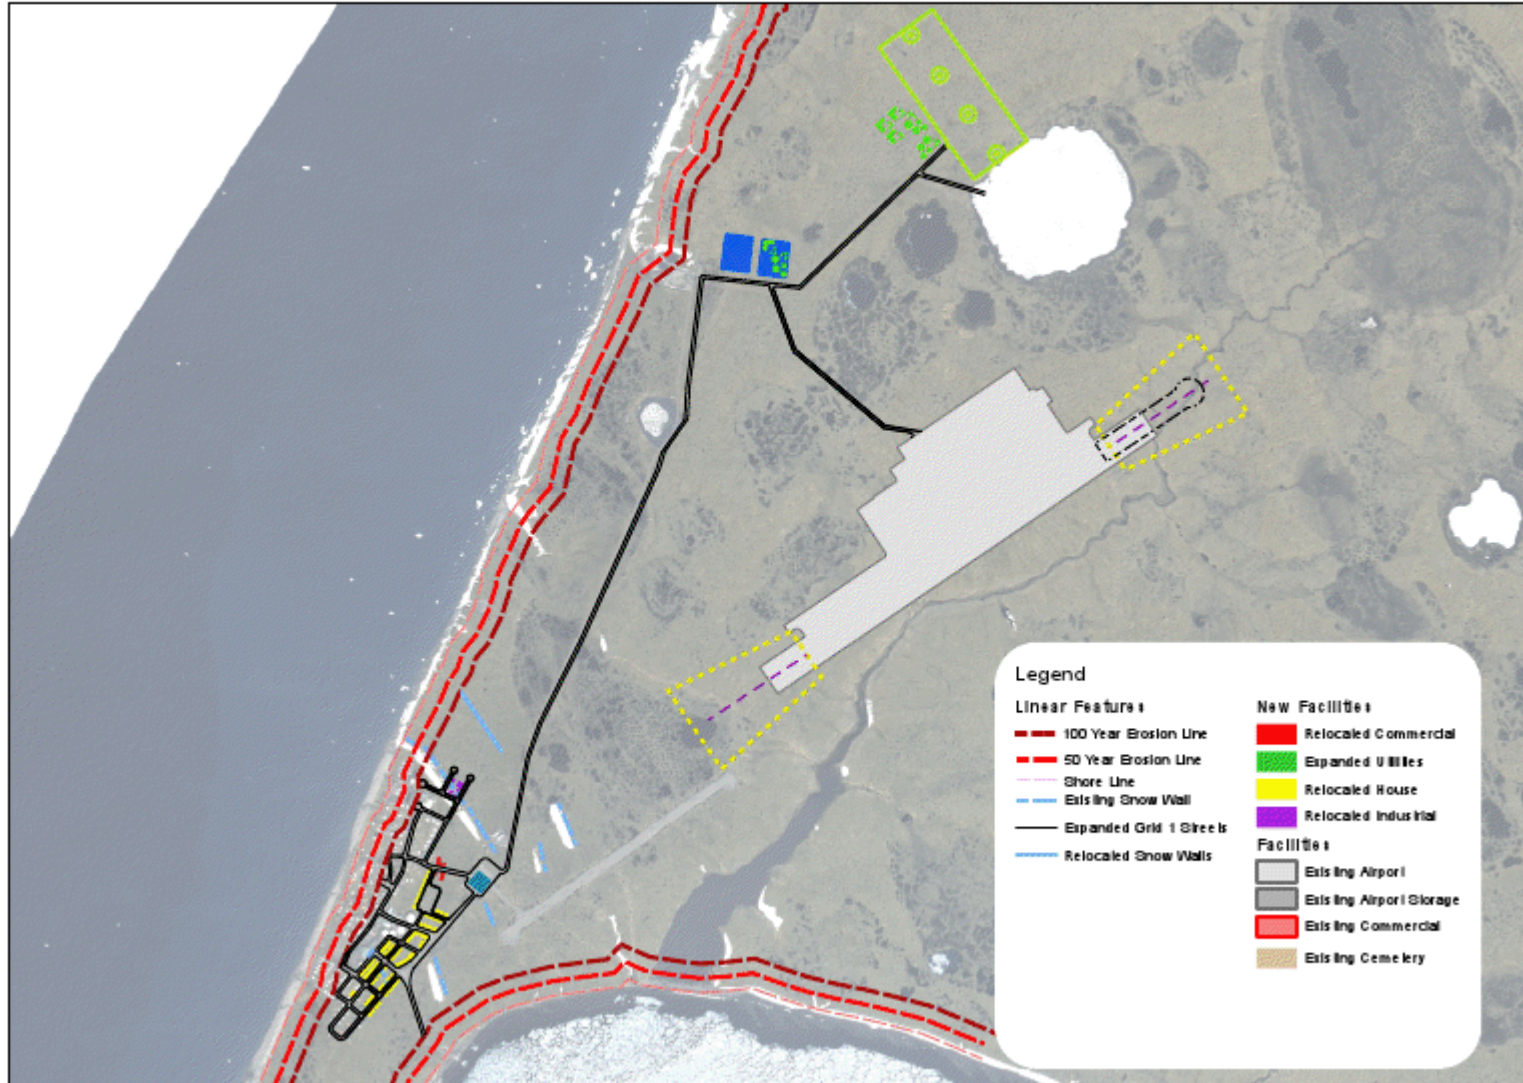 Legend
Linear Features
100 Year Erosion Line
50 Year Erosion Line
Shore Line
Existing Snow Wall
Expanded Grid 1 Streets
Relocated Snow Walls
New Facilities
Relocated Commercial
Expanded Utilities
Relocated House
Relocated Industrial
Facilities
Existing Airport
Existing Airport Storage
Existing Commercial
Existing Cemetery